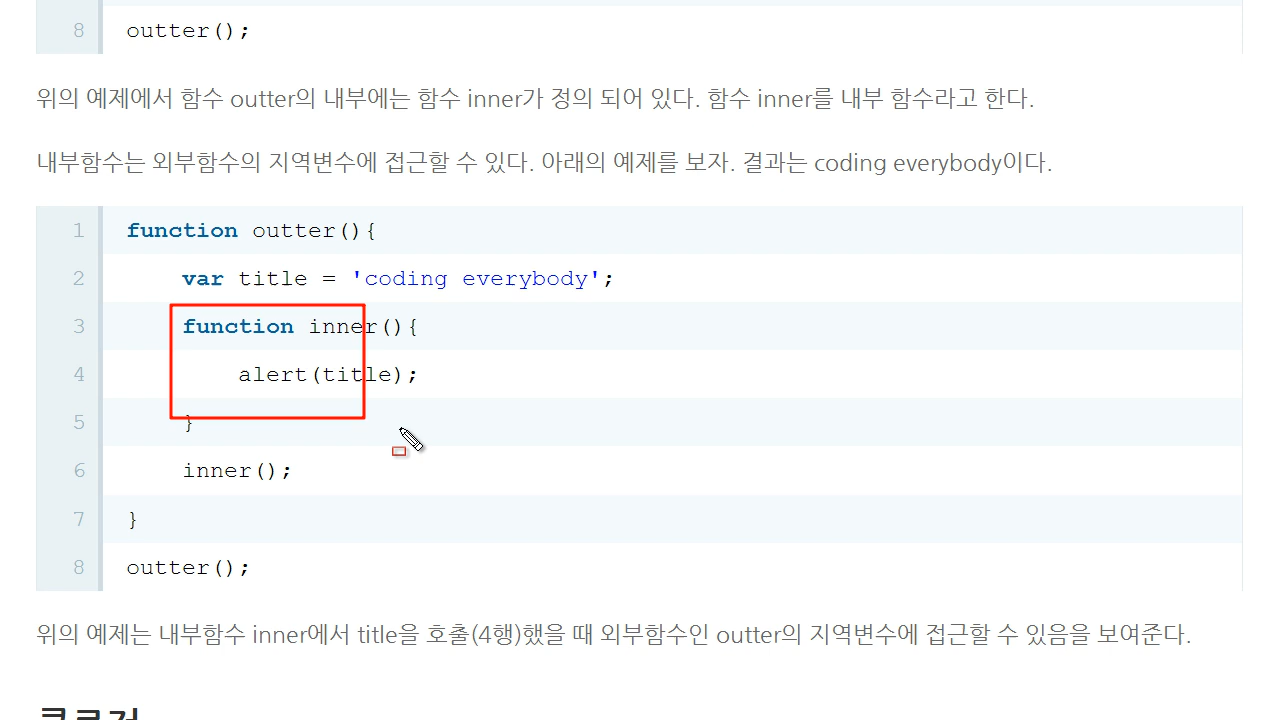 8 outter();
위의 예제에서 함수 outter의 내부에는 함수 inner가 정의 되어 있다. 함수 inner를 내부 함수라고 한다.
내부함수는 외부함수의 지역변수에 접근할 수 있다. 아래의 예제를 보자. 결과는 coding everybody이다.
1 function outter(){
2 var title = 'coding everybody';
3 function inner(){
4 alert(title);
5 }
6 inner();
7 }
8 outter();
위의 예제는 내부함수 inner에서 title을 호출(4행)했을 때 외부함수인 outter의 지역변수에 접근할 수 있음을 보여준다.